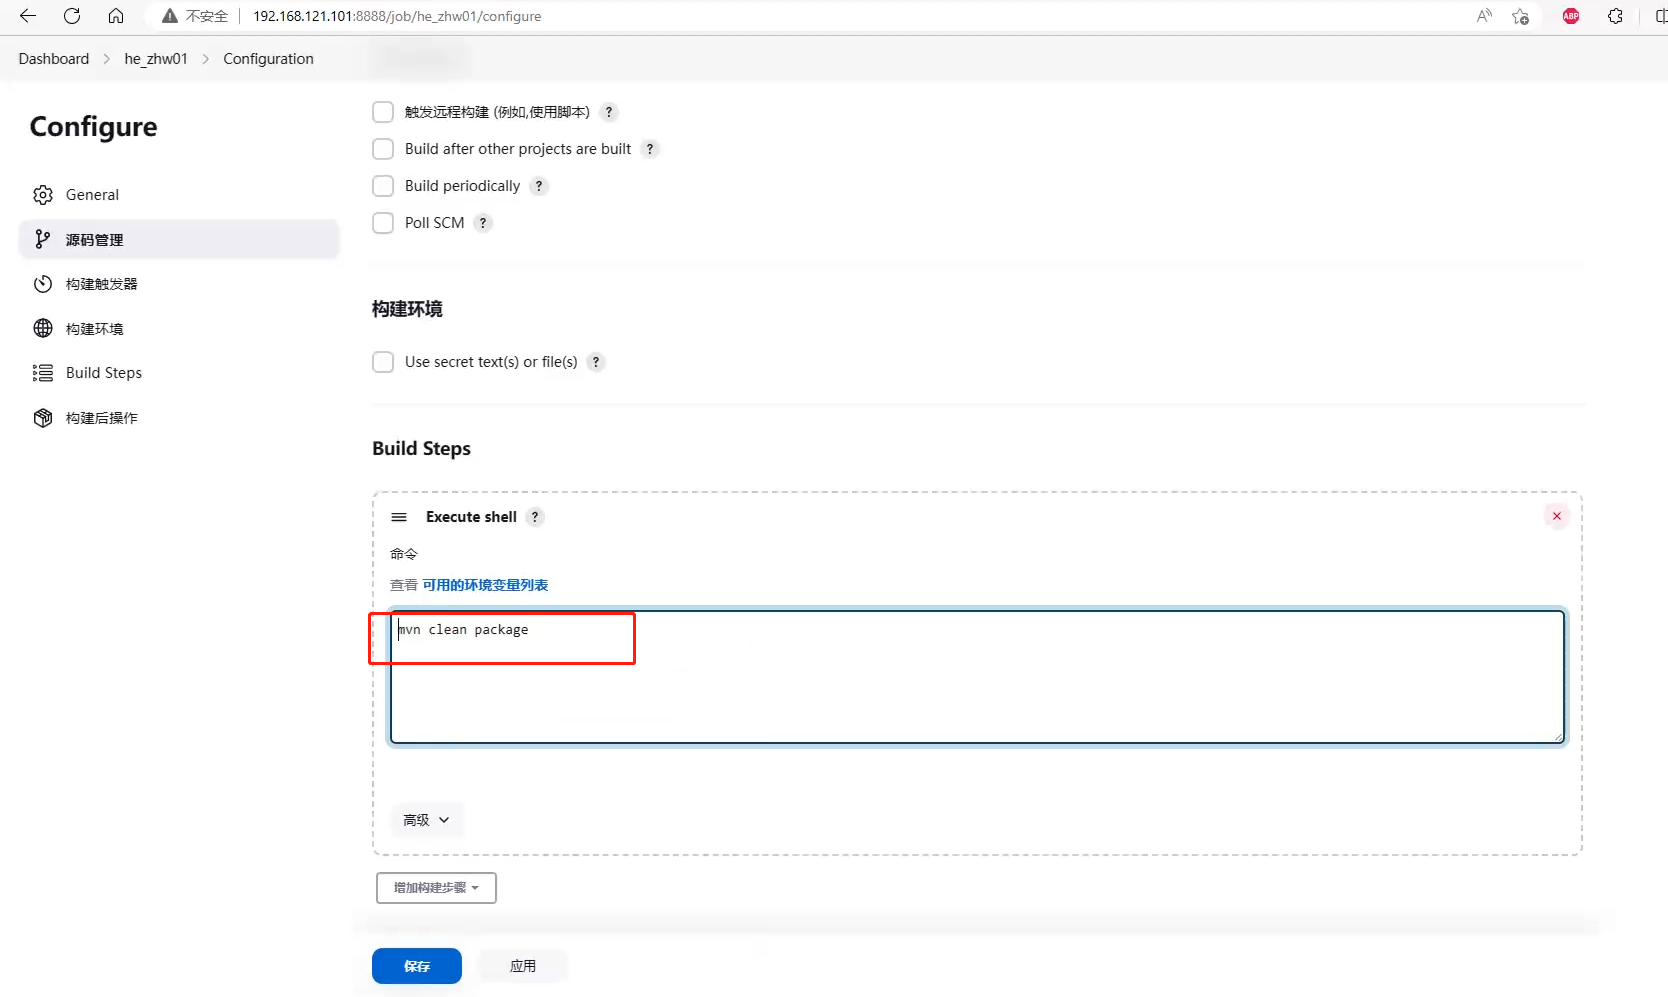 不安全 192.168.121.101:8888/job/he_zhw01/configure A ABP
Dashboard > he_zhw01 > Configuration
Configure
General
源码管理
构建触发器
构建环境
Build Steps
构建后操作
触发远程构建 (例如,使用脚本) ?
Build after other projects are built ?
Build periodically ?
Poll SCM ?
构建环境
Use secret text(s) or file(s) ?
Build Steps
Execute shell ?
命令
查看 可用的环境变量列表
mvn clean package
高级
增加构建步骤
保存 应用